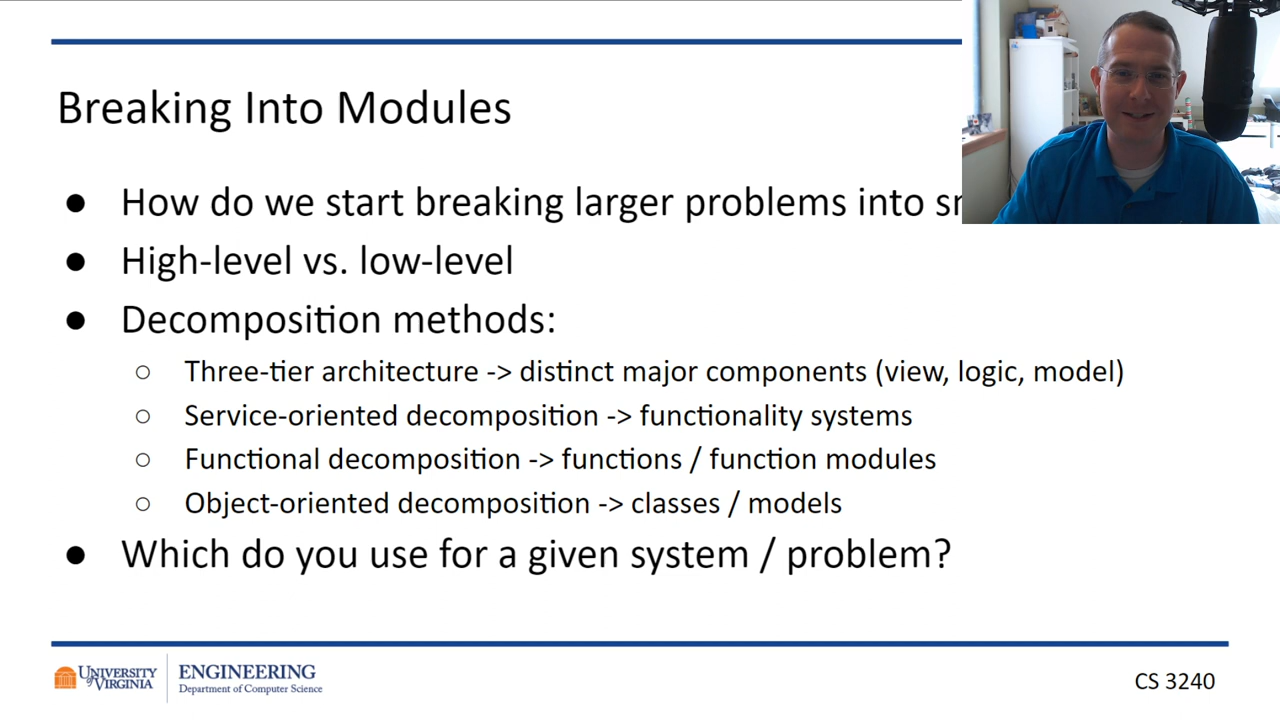 Breaking Into Modules
● How do we start breaking larger problems into
● High-level vs. low-level
● Decomposition methods:
○ Three-tier architecture -> distinct major components (view, logic, model)
○ Service-oriented decomposition -> functionality systems
○ Functional decomposition -> functions / function modules
○ Object-oriented decomposition -> classes / models
● Which do you use for a given system / problem?
UNIVERSITY
of VIRGINIA
ENGINEERING
Department of Computer Science
CS 3240